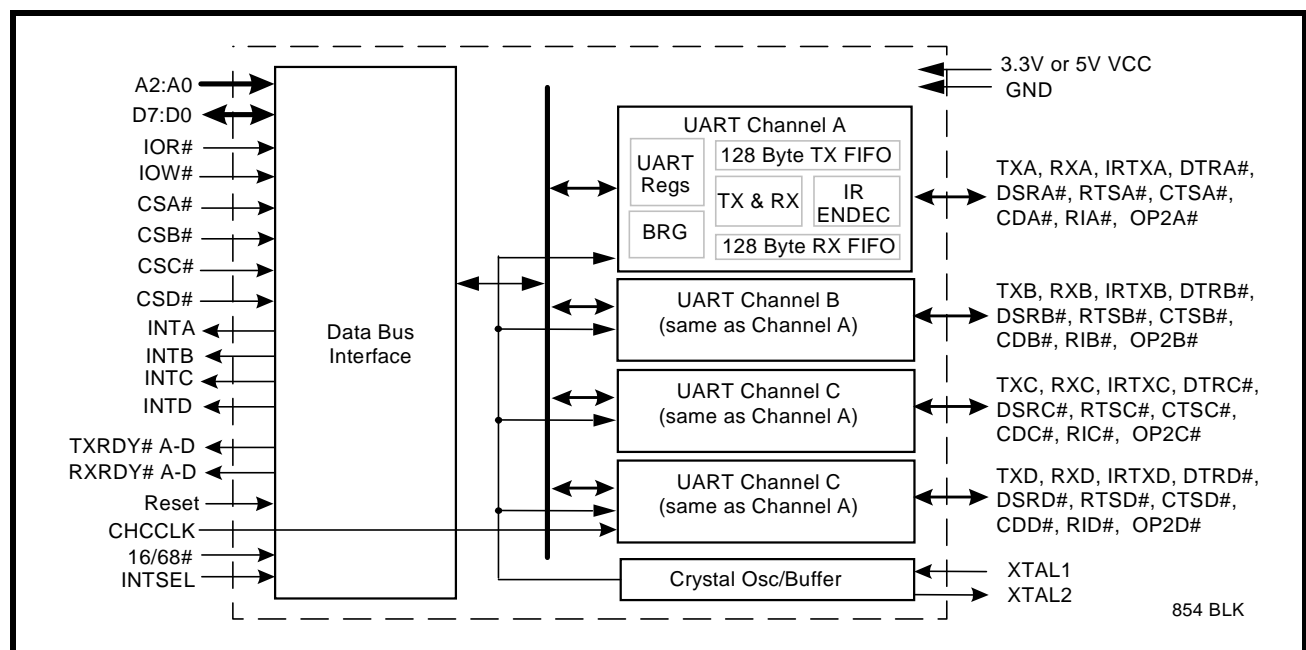 A2:A0
D7:D0
IOR#
IOW#
CSA#
CSB#
CSC#
CSD#
INTA
INTB
INTC
INTD
TXRDY# A-D
RXRDY# A-D
Reset
CHCCLK
16/68#
INTSEL
Data Bus
Interface
UART Channel A
UART
Regs
BRG
128 Byte TX FIFO
TX & RX
IR
ENDEC
128 Byte RX FIFO
UART Channel B
(same as Channel A)
UART Channel C
(same as Channel A)
UART Channel C
(same as Channel A)
Crystal Osc/Buffer
3.3V or 5V VCC
GND
TXA, RXA, IRTXA, DTRA#,
DSRA#, RTSA#, CTSA#,
CDA#, RIA#, OP2A#
TXB, RXB, IRTXB, DTRB#,
DSRB#, RTSB#, CTSB#,
CDB#, RIB#, OP2B#
TXC, RXC, IRTXC, DTRC#,
DSRC#, RTSC#, CTSC#,
CDC#, RIC#, OP2C#
TXD, RXD, IRTXD, DTRD#,
DSRD#, RTSD#, CTSD#,
CDD#, RID#, OP2D#
XTAL1
XTAL2
854 BLK